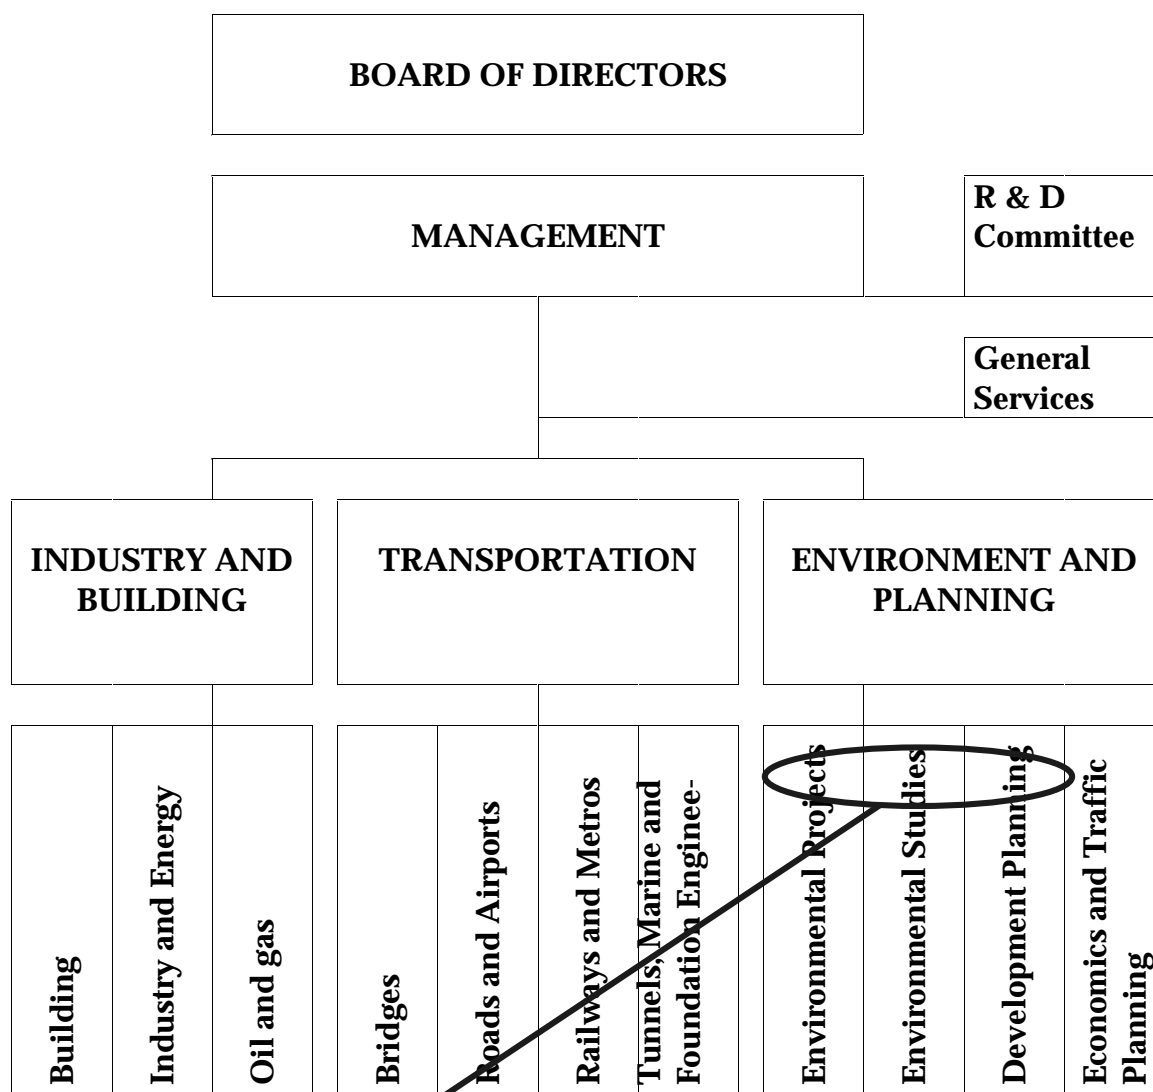 BOARD OF DIRECTORS
MANAGEMENT
R & D
Committee
General
Services
INDUSTRY AND
BUILDING
TRANSPORTATION
ENVIRONMENT AND
PLANNING
Building
Industry and Energy
Oil and gas
Bridges
Roads and Airports
Railways and Metros
Tunnels, Marine and
Foundation Enginee-
Environmental Projects
Environmental Studies
Development Planning
Economics and Traffic
Planning